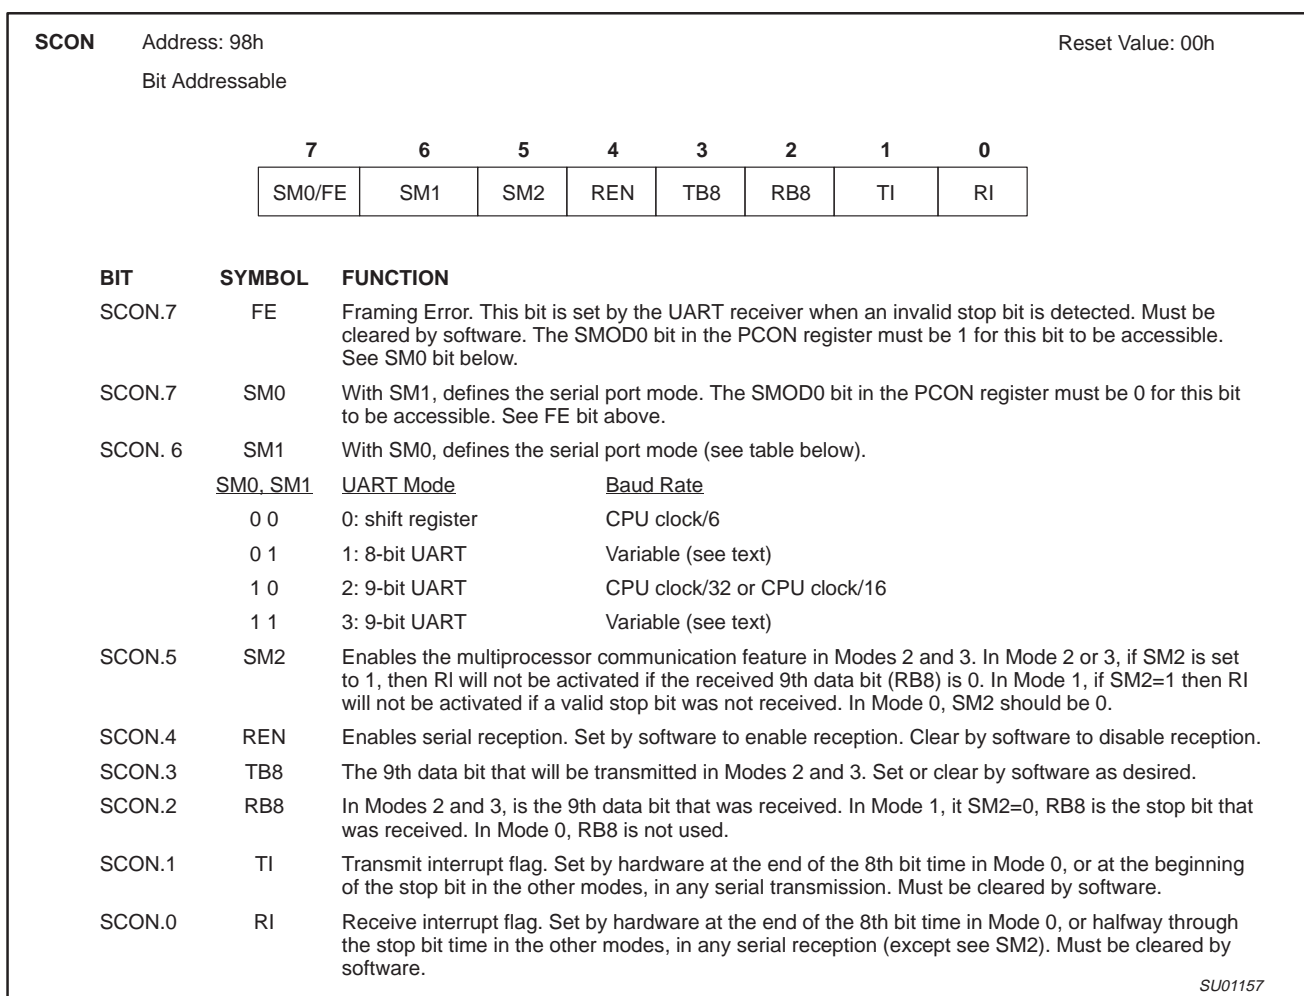 SCON Address: 98h Reset Value: 00h
Bit Addressable
7 6 5 4 3 2 1 0
SM0/FE SM1 SM2 REN TB8 RB8 TI RI
BIT SYMBOL FUNCTION
SCON.7 FE Framing Error. This bit is set by the UART receiver when an invalid stop bit is detected. Must be
cleared by software. The SMOD0 bit in the PCON register must be 1 for this bit to be accessible.
See SM0 bit below.
SCON.7 SM0 With SM1, defines the serial port mode. The SMOD0 bit in the PCON register must be 0 for this bit
to be accessible. See FE bit above.
SCON. 6 SM1 With SM0, defines the serial port mode (see table below).
SM0, SM1 UART Mode Baud Rate
0 0 0: shift register CPU clock/6
0 1 1: 8-bit UART Variable (see text)
1 0 2: 9-bit UART CPU clock/32 or CPU clock/16
1 1 3: 9-bit UART Variable (see text)
SCON.5 SM2 Enables the multiprocessor communication feature in Modes 2 and 3. In Mode 2 or 3, if SM2 is set
to 1, then RI will not be activated if the received 9th data bit (RB8) is 0. In Mode 1, if SM2=1 then RI
will not be activated if a valid stop bit was not received. In Mode 0, SM2 should be 0.
SCON.4 REN Enables serial reception. Set by software to enable reception. Clear by software to disable reception.
SCON.3 TB8 The 9th data bit that will be transmitted in Modes 2 and 3. Set or clear by software as desired.
SCON.2 RB8 In Modes 2 and 3, is the 9th data bit that was received. In Mode 1, it SM2=0, RB8 is the stop bit that
was received. In Mode 0, RB8 is not used.
SCON.1 TI Transmit interrupt flag. Set by hardware at the end of the 8th bit time in Mode 0, or at the beginning
of the stop bit in the other modes, in any serial transmission. Must be cleared by software.
SCON.0 RI Receive interrupt flag. Set by hardware at the end of the 8th bit time in Mode 0, or halfway through
the stop bit time in the other modes, in any serial reception (except see SM2). Must be cleared by
software.
SU01157